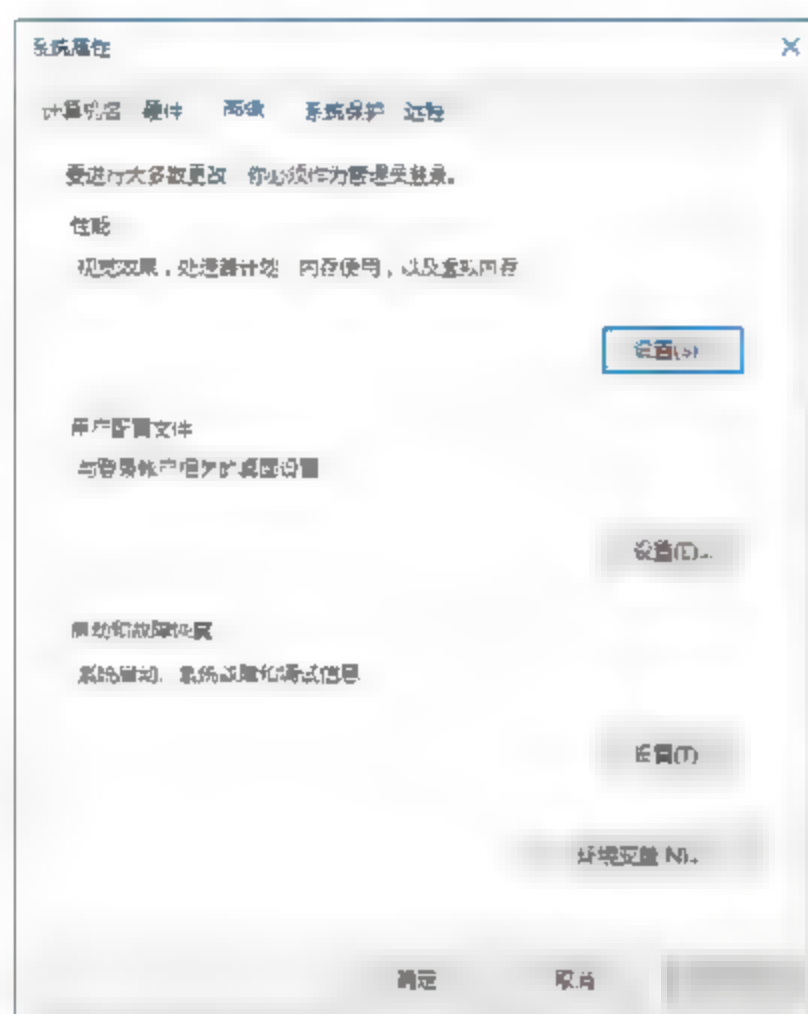 系统属性
计算机名 硬件 高级 系统保护 远程
要进行大多数更改，你必须作为管理员登录。
性能
视觉效果，处理器计划，内存使用，以及虚拟内存
设置(S)...
用户配置文件
与登录帐户相关的桌面设置
设置(E)...
启动和故障恢复
系统启动、系统故障和调试信息
设置(T)...
环境变量(N)...
确定 取消